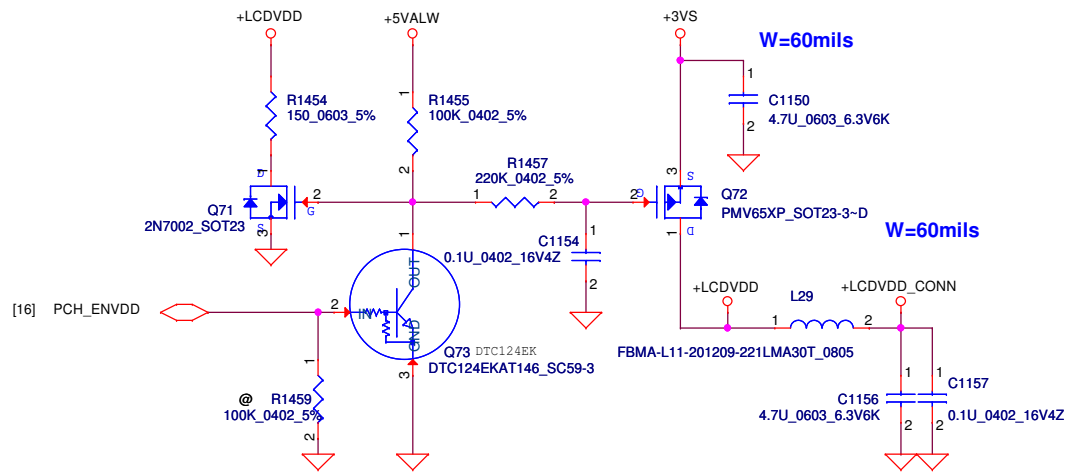 +LCDVDD
+5VALW
+3VS
W=60mils
R1454
150_0603_5%
1
R1455
100K_0402_5%
2
1
C1150
4.7U_0603_6.3V6K
2
R1457
220K_0402_5%
1
2
D
1
G
2
S
3
Q71
2N7002_SOT23
3
S
2
G
1
D
Q72
PMV65XP_SOT23-3~D
W=60mils
1
C1154
0.1U_0402_16V4Z
2
1
OUT
[16] PCH_ENVDD
2
IN
GND
3
Q73 DTC124EK
DTC124EKAT146_SC59-3
+LCDVDD
L29
+LCDVDD_CONN
1
2
FBMA-L11-201209-221LMA30T_0805
1
@ R1459
100K_0402_5%
2
1
C1156
4.7U_0603_6.3V6K
2
1
C1157
0.1U_0402_16V4Z
2